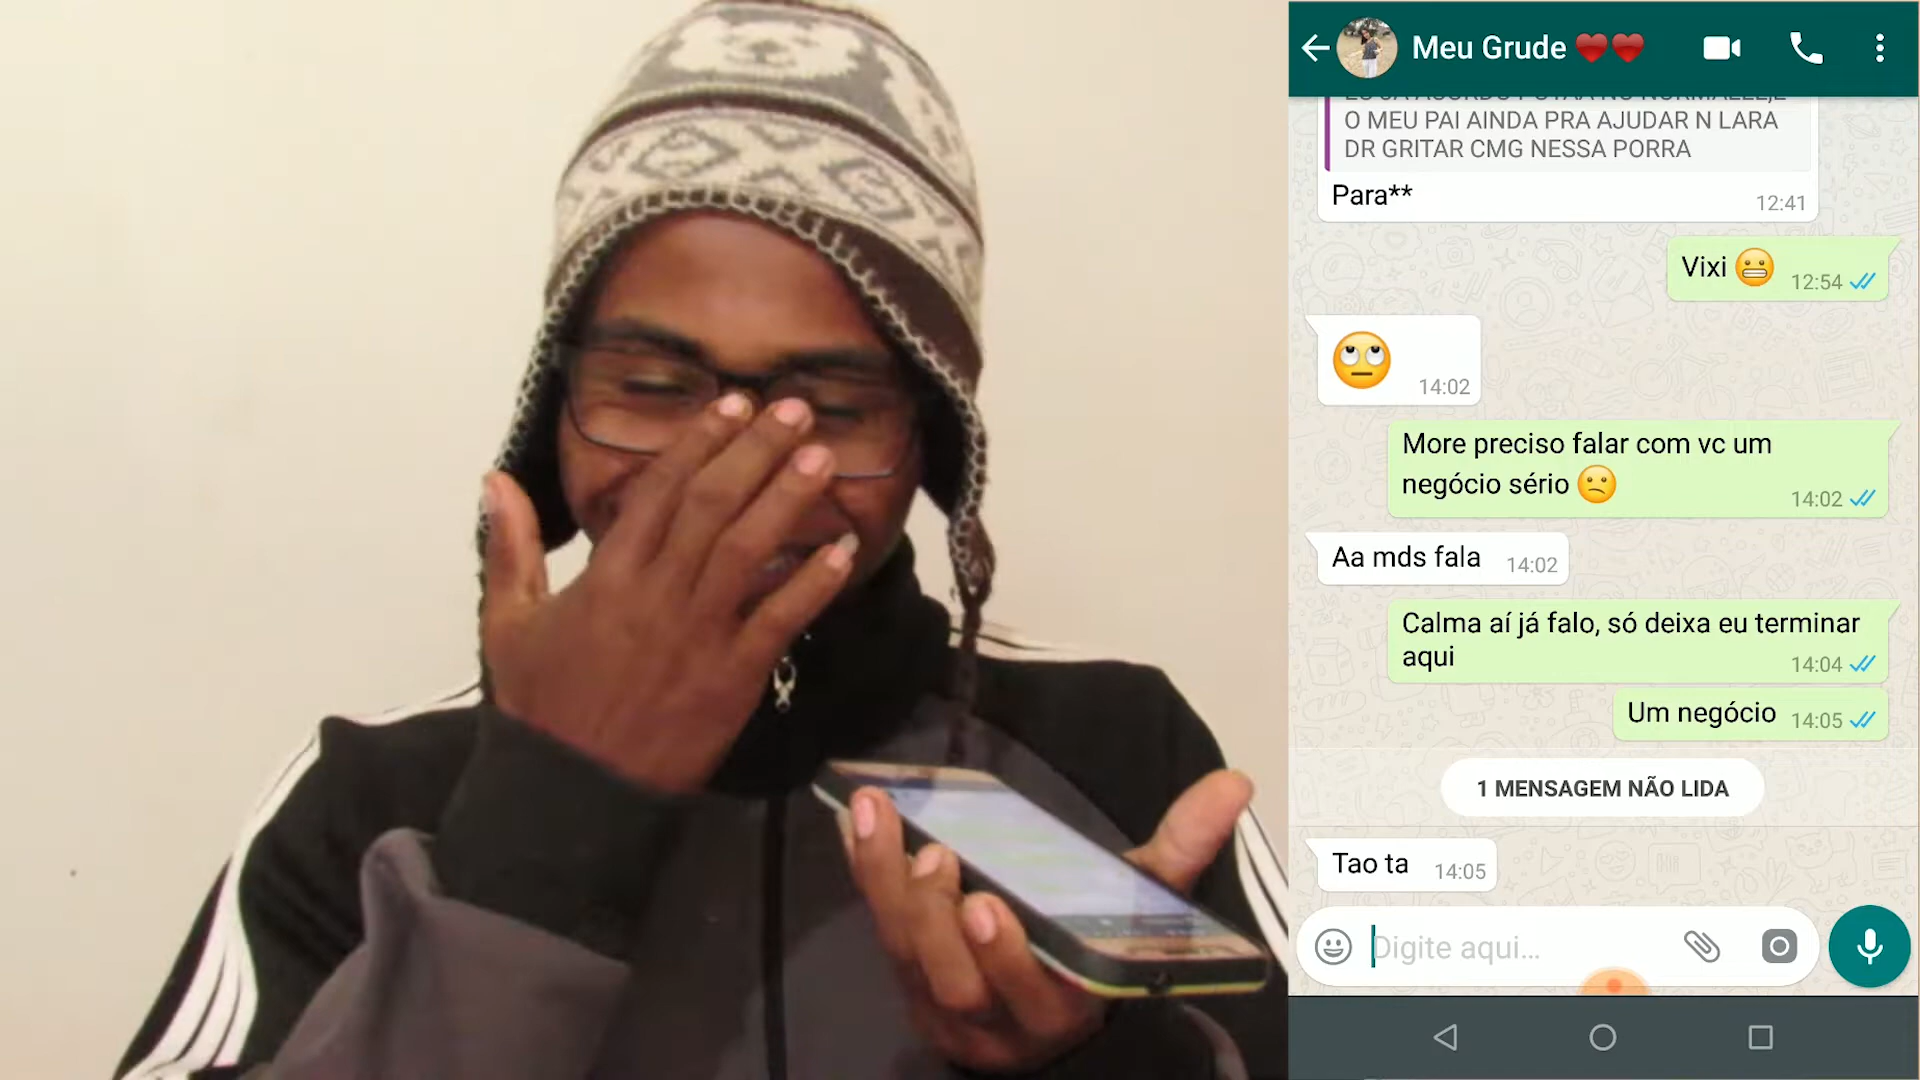 Meu Grude ❤️❤️
O MEU PAI AINDA PRA AJUDAR N LARA
DR GRITAR CMG NESSA PORRA
Para**
12:41
Vixi 😬 12:54
🙄 14:02
More preciso falar com vc um
negócio sério 😕
14:02
Aa mds fala 14:02
Calma aí já falo, só deixa eu terminar
aqui 14:04
Um negócio 14:05
1 MENSAGEM NÃO LIDA
Tao ta 14:05
Digite aqui...